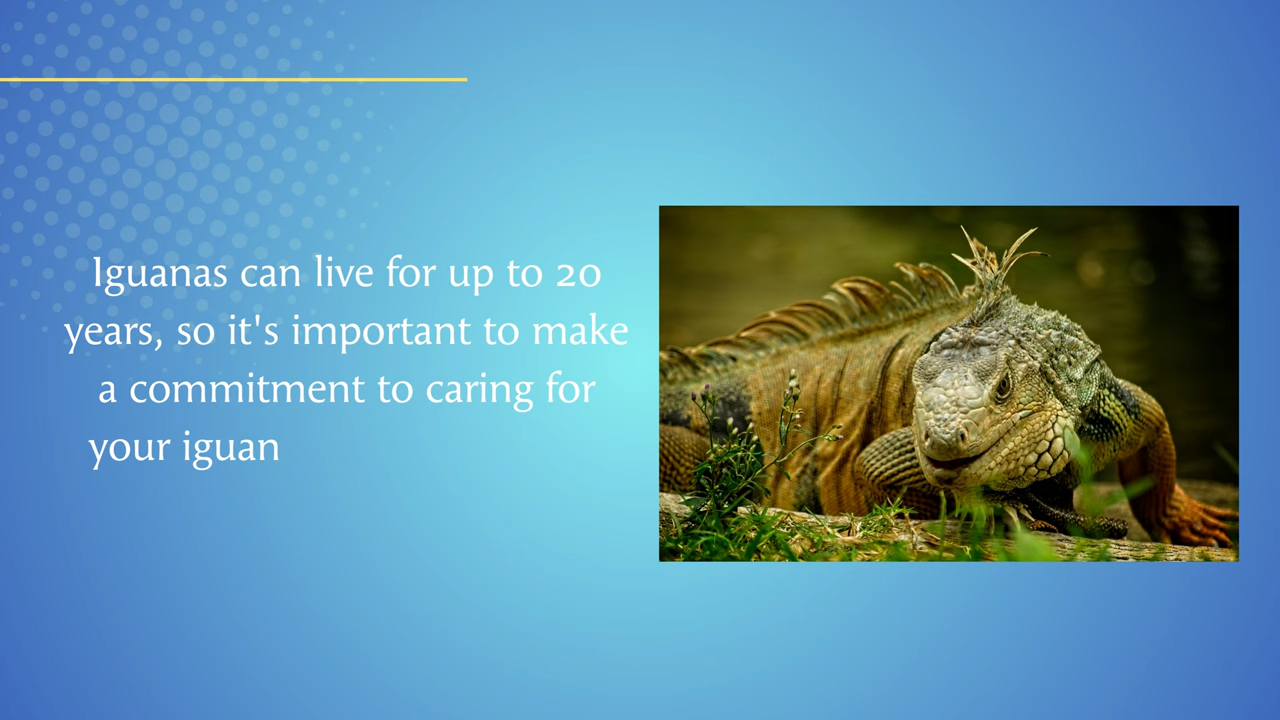 Iguanas can live for up to 20
years, so it's important to make
a commitment to caring for
your iguan